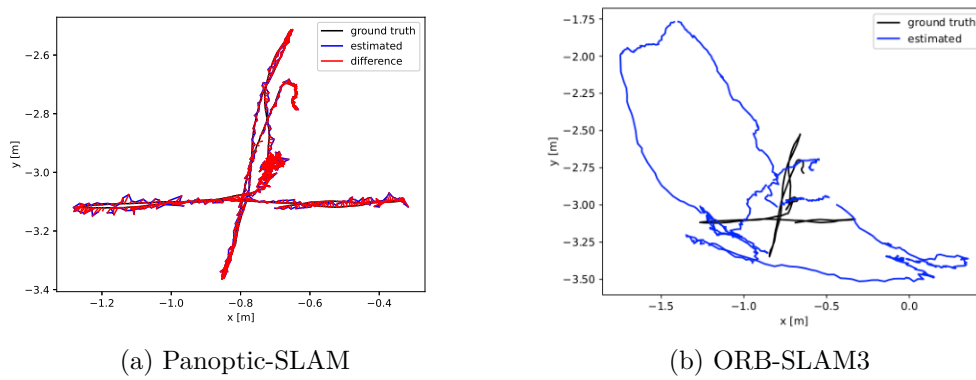 ground truth
estimated
difference
−2.6
−2.8
−3.0
−3.2
−3.4
y [m]
−1.2
−1.0
−0.8
−0.6
−0.4
x [m]
(a) Panoptic-SLAM
ground truth
estimated
−1.75
−2.00
−2.25
−2.50
−2.75
−3.00
−3.25
−3.50
y [m]
−1.5
−1.0
−0.5
0.0
x [m]
(b) ORB-SLAM3